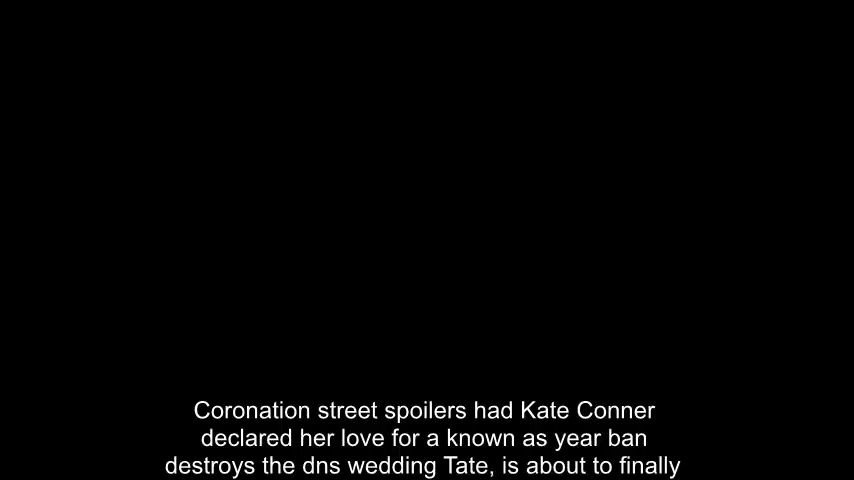 Coronation street spoilers had Kate Conner
declared her love for a known as year ban
destroys the dns wedding Tate, is about to finally